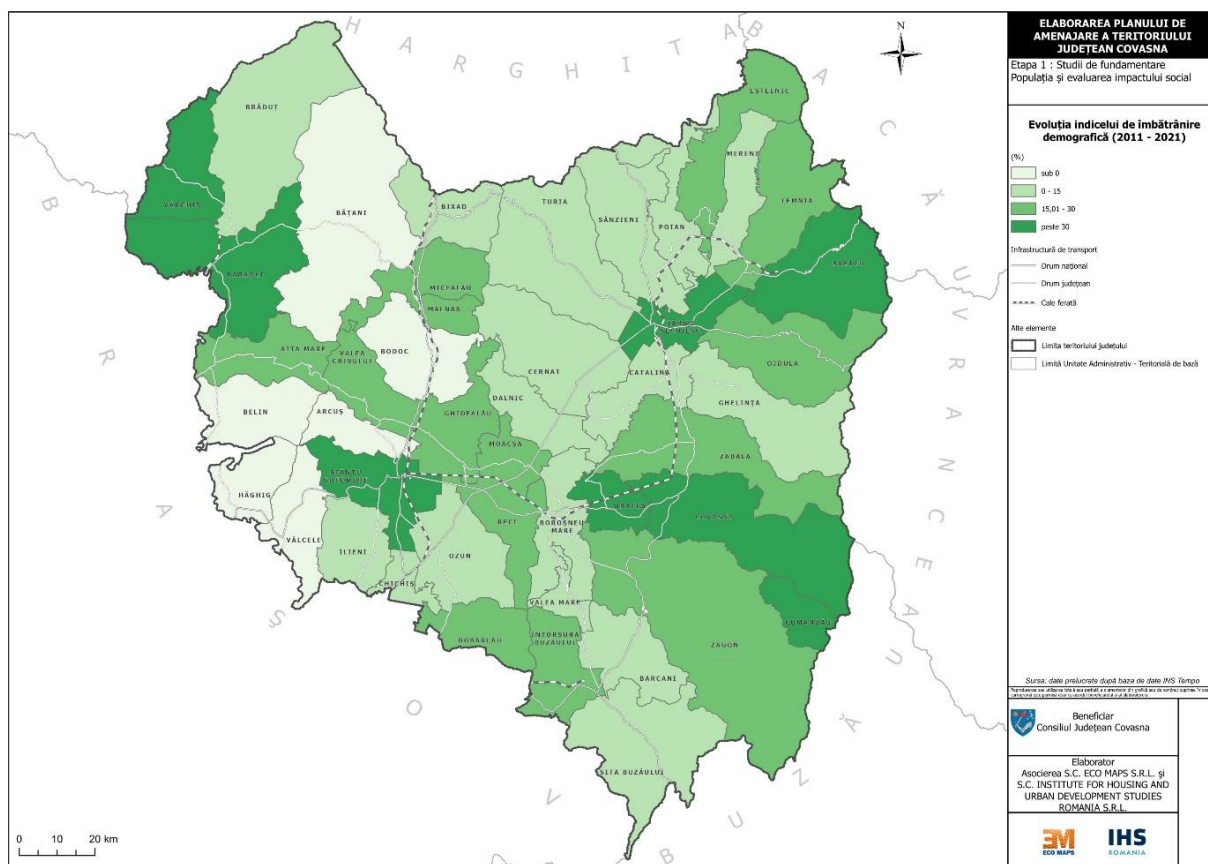 ELABORAREA PLANULUI DE
AMENAJARE A TERITORIULUI
JUDEȚEAN COVASNA
Etapa 1 : Studii de fundamentare
Populația și evaluarea impactului social
Evoluția indicelui de îmbătrânire
demografică (2011 - 2021)
(%)
sub 0
0 - 15
15,01 - 30
peste 30
Infrastructură de transport
Drum național
Drum județean
Cale ferată
Alte elemente
Limita teritoriului județului
Limită Unitate Administrativ - Teritorială de bază
Sursa: date prelucrate după baza de date INS Tempo
Beneficiar
Consiliul Județean Covasna
Elaborator
Asocierea S.C. ECO MAPS S.R.L. și
S.C. INSTITUTE FOR HOUSING AND
URBAN DEVELOPMENT STUDIES
ROMANIA S.R.L.
ECO MAPS
IHS
ROMANIA
N
HARGHITA
BACĂU
VRANCEA
BUZĂU
BRAȘOV
ESTELNIC
BRĂDUȚ
MERENI
LEMNIA
VÂRGHIȘ
BĂȚANI
BIXAD
TURIA
SÂNZIENI
POIAN
BREȚCU
BARAOLT
MICFALĂU
MALNAȘ
TÂRGU
SECUIESC
AITA MARE
VALEA
CRIȘULUI
BODOC
CERNAT
CATALINA
OJDULA
DALNIC
GHELINȚA
BELIN
ARCUȘ
GHIDFALĂU
MOACȘA
ZĂBALA
SFÂNTU
GHEORGHE
HĂGHIG
RECI
BOROȘNEU
MARE
BRATEȘ
COVASNA
VÂLCELE
ILIENI
OZUN
CHICHIȘ
VALEA MARE
COMANDĂU
DOBÂRLĂU
ÎNTORSURA
BUZĂULUI
ZAGON
BARCANI
SITA BUZĂULUI
0 10 20 km